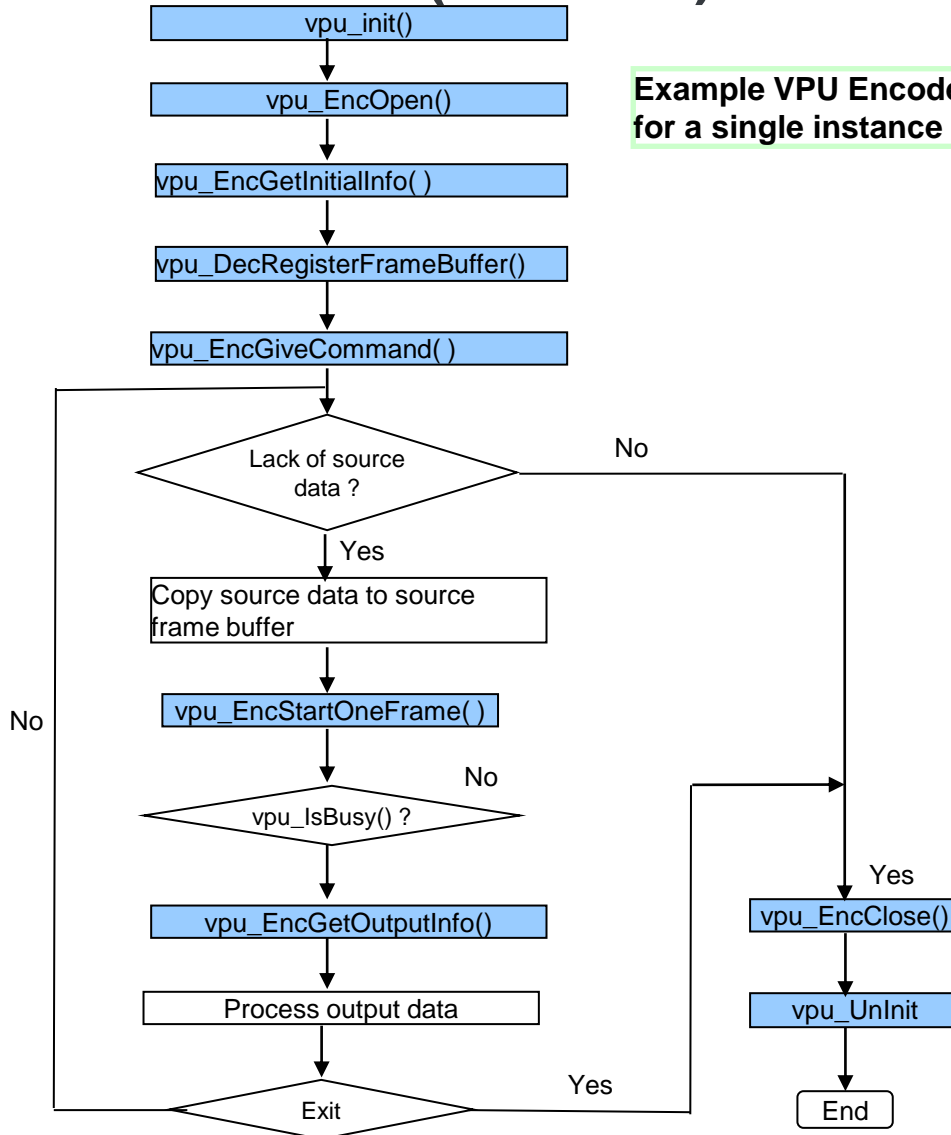 vpu_init()
Example VPU Encode
for a single instance
vpu_EncOpen()
vpu_EncGetInitialInfo( )
vpu_DecRegisterFrameBuffer()
vpu_EncGiveCommand( )
Lack of source
data ?
No
Yes
Copy source data to source
frame buffer
vpu_EncStartOneFrame( )
No
No
vpu_IsBusy() ?
Yes
vpu_EncGetOutputInfo()
vpu_EncClose()
Process output data
vpu_UnInit
Exit
Yes
End